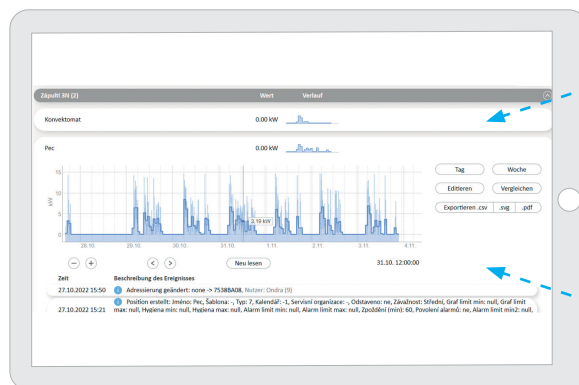 Zápultí 3N (2) Wert Verlauf
Konvektomat 0.00 kW
Pec 0.00 kW
Tag Woche
Editieren Vergleichen
Exportieren .csv .svg .pdf
kW
15
10
5
0
3.19 kW
28.10. 29.10. 30.10. 31.10. 1.11. 2.11. 3.11. 4.11.
− + < > Neu lesen 31.10. 12:00:00
Zeit Beschreibung des Ereignisses
27.10.2022 15:50 Adressierung geändert: none -> 7538BA08, Nutzer: Ondra (9)
27.10.2022 15:21 Position erstellt: Jméno: Pec, Šablona: -, Typ: 7, Kalendář: -1, Servisní organizace: -, Odstaveno: ne, Závažnost: Střední, Graf limit min: null, Graf limit
max: null, Hygiena min: null, Hygiena max: null, Alarm limit min: null, Alarm limit max: null, Zpoždění (min): 60, Povolení alarmů: ne, Alarm limit min2: null,